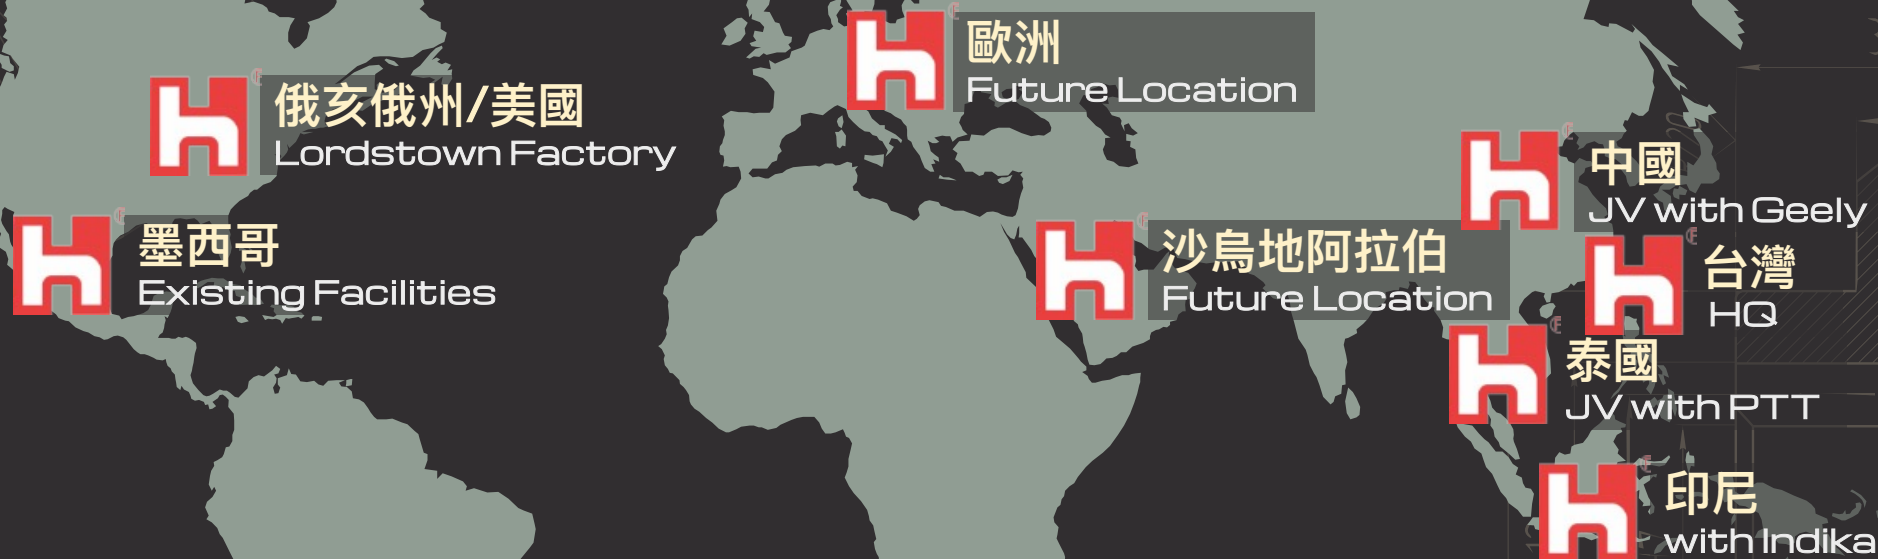 歐洲
Future Location
俄亥俄州/美國
Lordstown Factory
中國
JV with Geely
墨西哥
Existing Facilities
沙烏地阿拉伯
Future Location
台灣
HQ
泰國
JV with PTT
印尼
with Indika